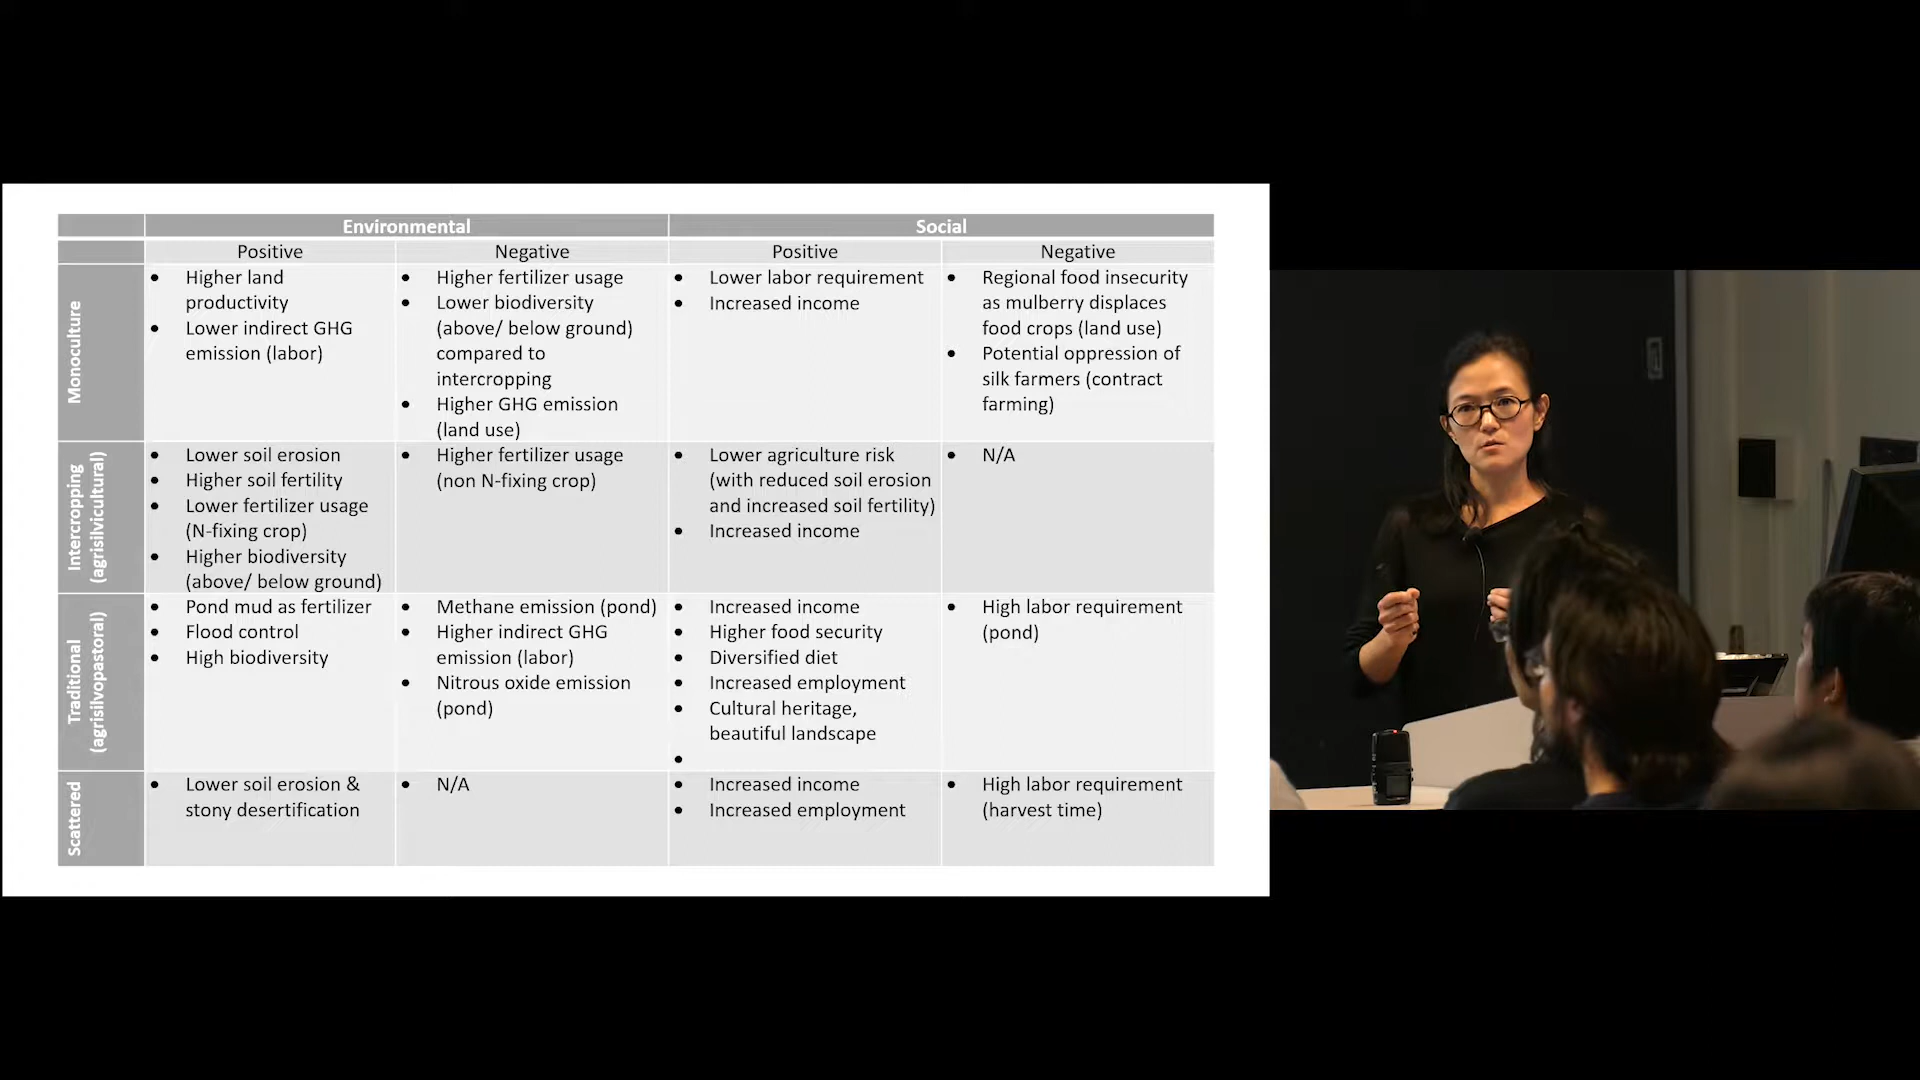 Environmental
Social
Positive
Negative
Positive
Negative
Monoculture
• Higher land
productivity
• Lower indirect GHG
emission (labor)
• Higher fertilizer usage
• Lower biodiversity
(above/ below ground)
compared to
intercropping
• Higher GHG emission
(land use)
• Lower labor requirement
• Increased income
• Regional food insecurity
as mulberry displaces
food crops (land use)
• Potential oppression of
silk farmers (contract
farming)
Intercropping
(agrisilvicultural)
• Lower soil erosion
• Higher soil fertility
• Lower fertilizer usage
(N-fixing crop)
• Higher biodiversity
(above/ below ground)
• Higher fertilizer usage
(non N-fixing crop)
• Lower agriculture risk
(with reduced soil erosion
and increased soil fertility)
• Increased income
• N/A
Traditional
(agrisilvopastoral)
• Pond mud as fertilizer
• Flood control
• High biodiversity
• Methane emission (pond)
• Higher indirect GHG
emission (labor)
• Nitrous oxide emission
(pond)
• Increased income
• Higher food security
• Diversified diet
• Increased employment
• Cultural heritage,
beautiful landscape
•
• High labor requirement
(pond)
Scattered
• Lower soil erosion &
stony desertification
• N/A
• Increased income
• Increased employment
• High labor requirement
(harvest time)